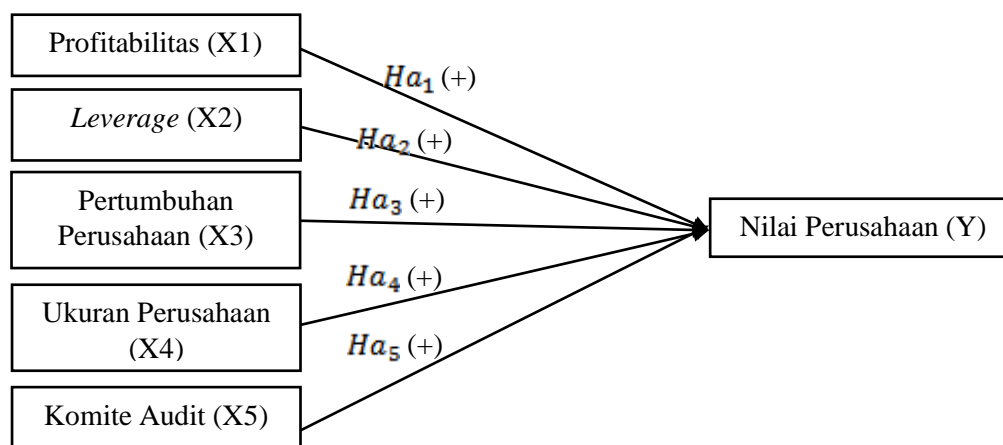 Profitabilitas (X1)
𝐻𝑎₁ (+)
Leverage (X2)
𝐻𝑎₂ (+)
Pertumbuhan
Perusahaan (X3)
𝐻𝑎₃ (+)
Nilai Perusahaan (Y)
Ukuran Perusahaan
(X4)
𝐻𝑎₄ (+)
Komite Audit (X5)
𝐻𝑎₅ (+)